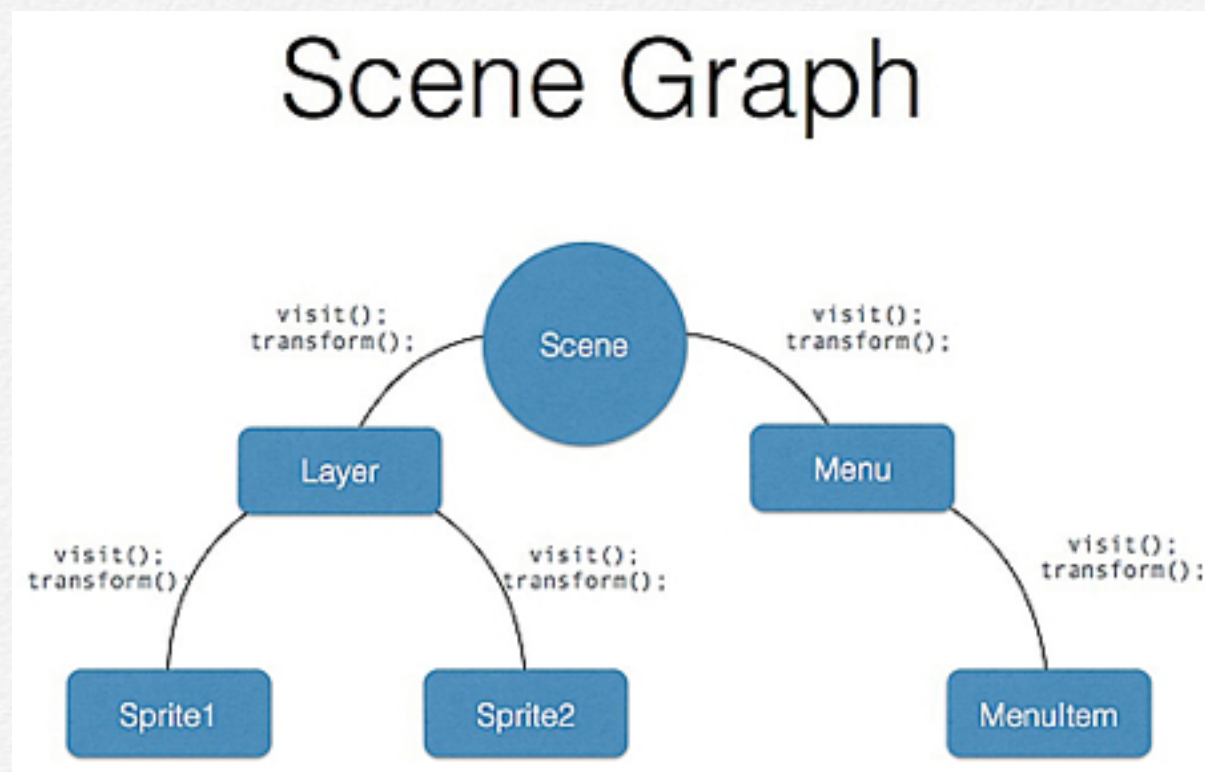 Scene Graph
visit();
transform();
Scene
visit();
transform();
Layer
Menu
visit();
transform();
visit();
transform();
visit();
transform();
Sprite1
Sprite2
MenuItem